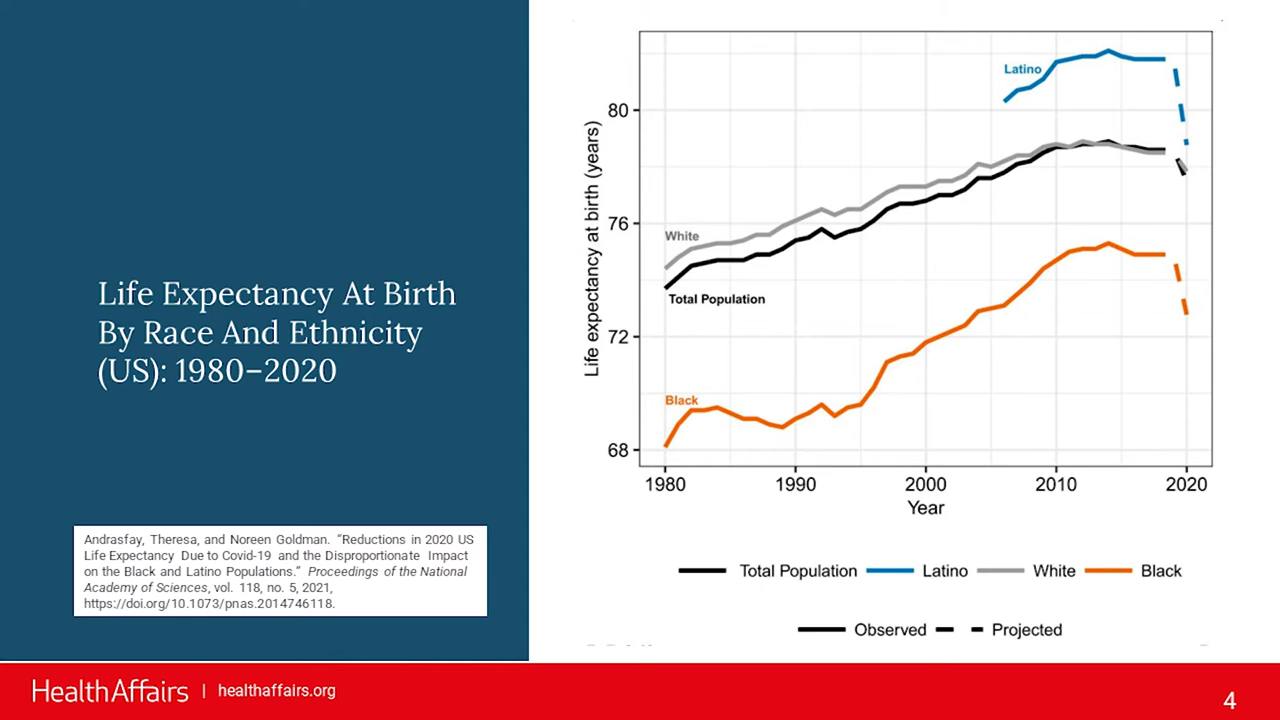 Life Expectancy At Birth
By Race And Ethnicity
(US): 1980–2020
Andrasfay, Theresa, and Noreen Goldman. “Reductions in 2020 US
Life Expectancy Due to Covid-19 and the Disproportionate Impact
on the Black and Latino Populations.” Proceedings of the National
Academy of Sciences, vol. 118, no. 5, 2021,
https://doi.org/10.1073/pnas.2014746118.
Life expectancy at birth (years)
80
76
72
68
Latino
White
Total Population
Black
1980 1990 2000 2010 2020
Year
Total Population Latino White Black
Observed Projected
HealthAffairs | healthaffairs.org
4